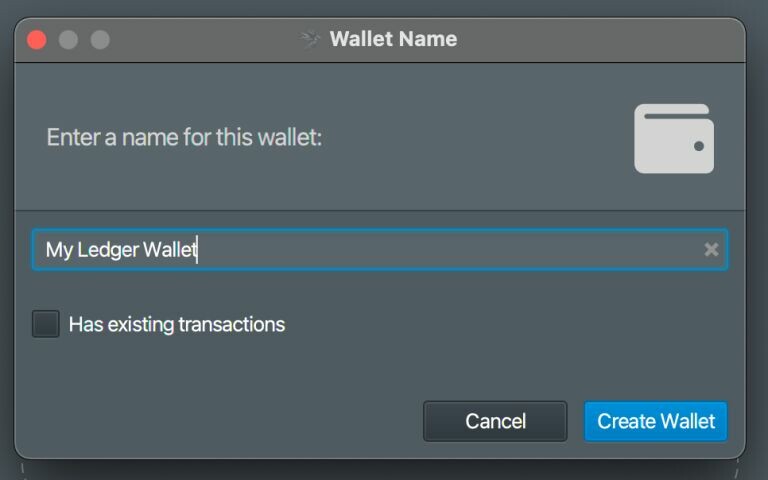 Wallet Name
Enter a name for this wallet:
My Ledger Wallet
Has existing transactions
Cancel
Create Wallet